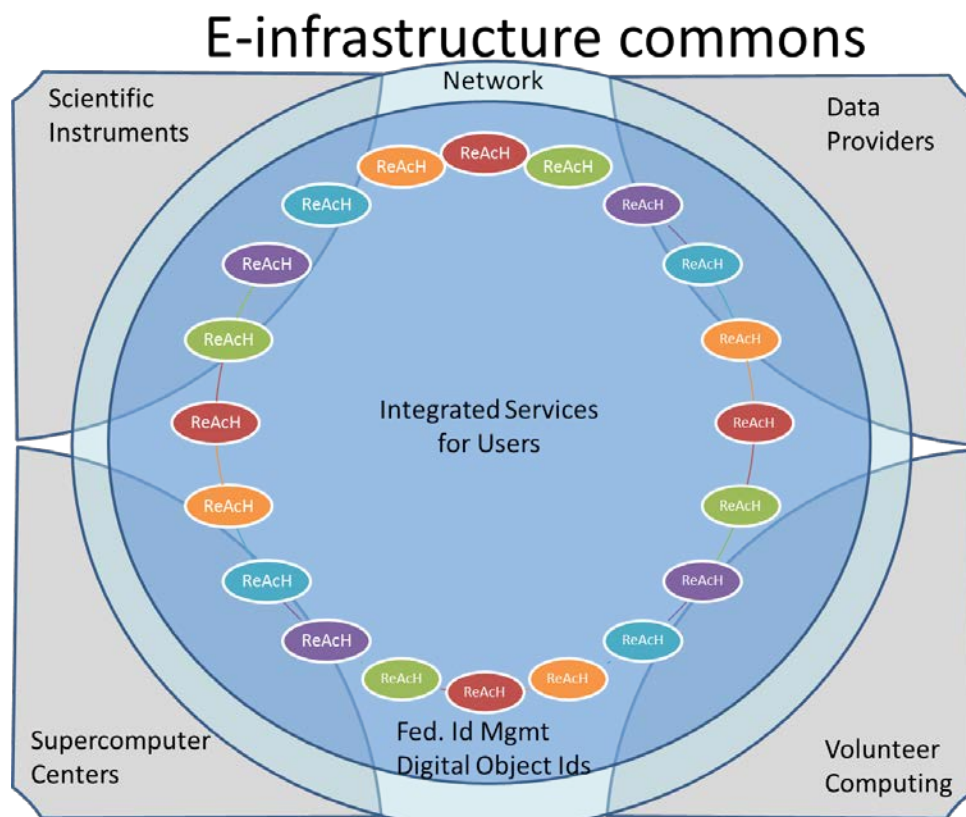 E-infrastructure commons
Network
Scientific
Instruments
Data
Providers
ReAcH
ReAcH
ReAcH
ReAcH
ReAcH
ReAcH
ReAcH
ReAcH
ReAcH
ReAcH
ReAcH
ReAcH
Integrated Services
for Users
ReAcH
ReAcH
ReAcH
ReAcH
ReAcH
ReAcH
ReAcH
ReAcH
Fed. Id Mgmt
Digital Object Ids
Supercomputer
Centers
Volunteer
Computing